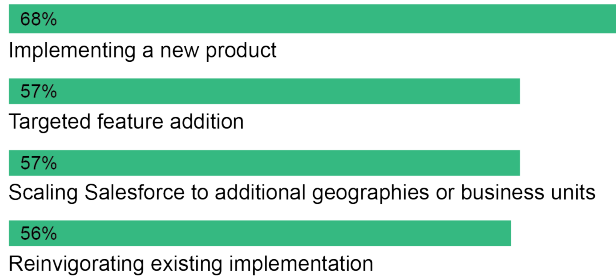 68%
Implementing a new product
57%
Targeted feature addition
57%
Scaling Salesforce to additional geographies or business units
56%
Reinvigorating existing implementation